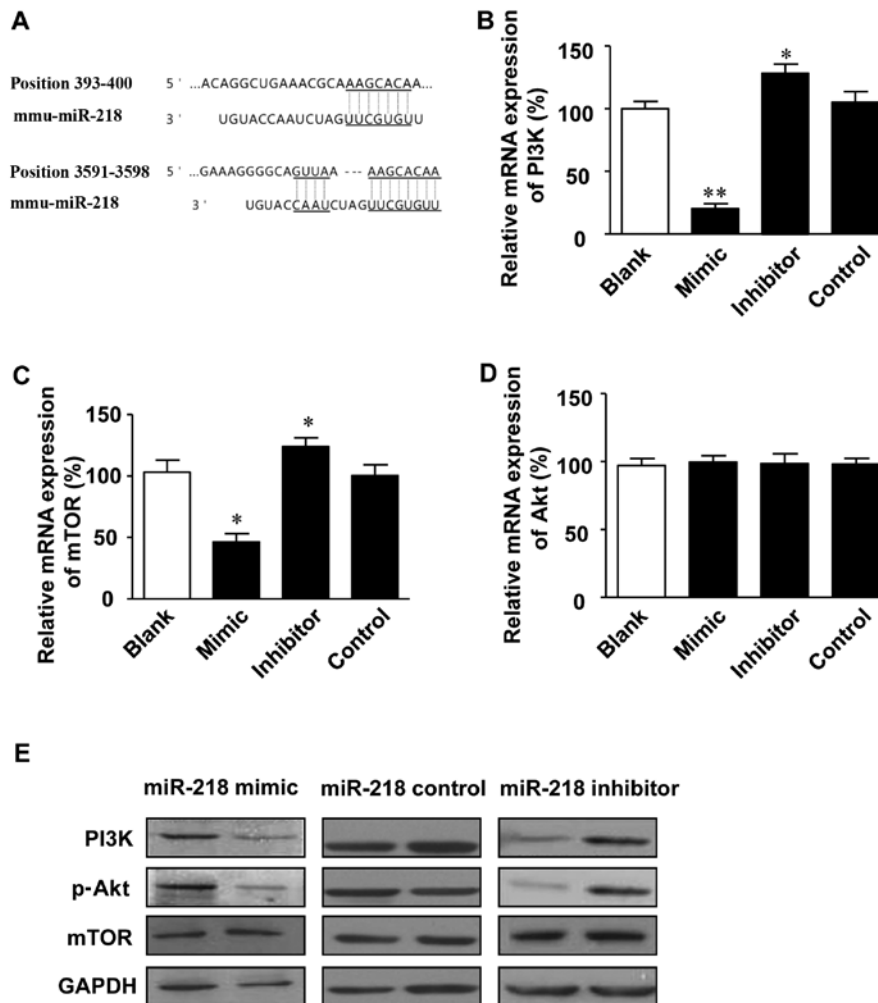 A
Position 393-400 5 ' ...ACAGGCUGAAACGCAAAGCACAA...
mmu-miR-218 3 ' UGUACCAAUCUAGUUCGUGUU
Position 3591-3598 5 ' ...GAAAGGGGCAGUUAA --- AAGCACAA
mmu-miR-218 3 ' UGUACCAAUCUAGUUCGUGUU
B
Relative mRNA expression
of PI3K (%)
150
100
50
0
**
*
Blank
Mimic
Inhibitor
Control
C
Relative mRNA expression
of mTOR (%)
150
100
50
0
*
*
Blank
Mimic
Inhibitor
Control
D
Relative mRNA expression
of Akt (%)
150
100
50
0
Blank
Mimic
Inhibitor
Control
E
miR-218 mimic miR-218 control miR-218 inhibitor
PI3K
p-Akt
mTOR
GAPDH